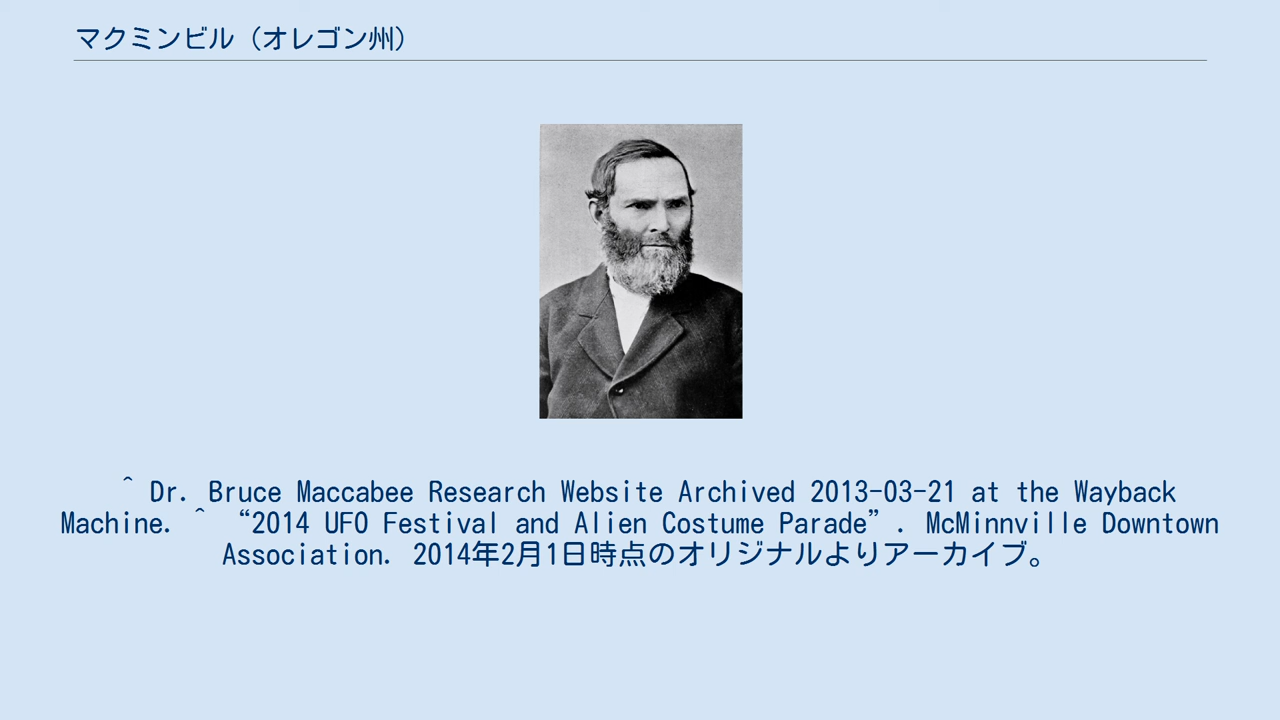 マクミンビル（オレゴン州）
^ Dr. Bruce Maccabee Research Website Archived 2013-03-21 at the Wayback
Machine. ^ “2014 UFO Festival and Alien Costume Parade”. McMinnville Downtown
Association. 2014年2月1日時点のオリジナルよりアーカイブ。